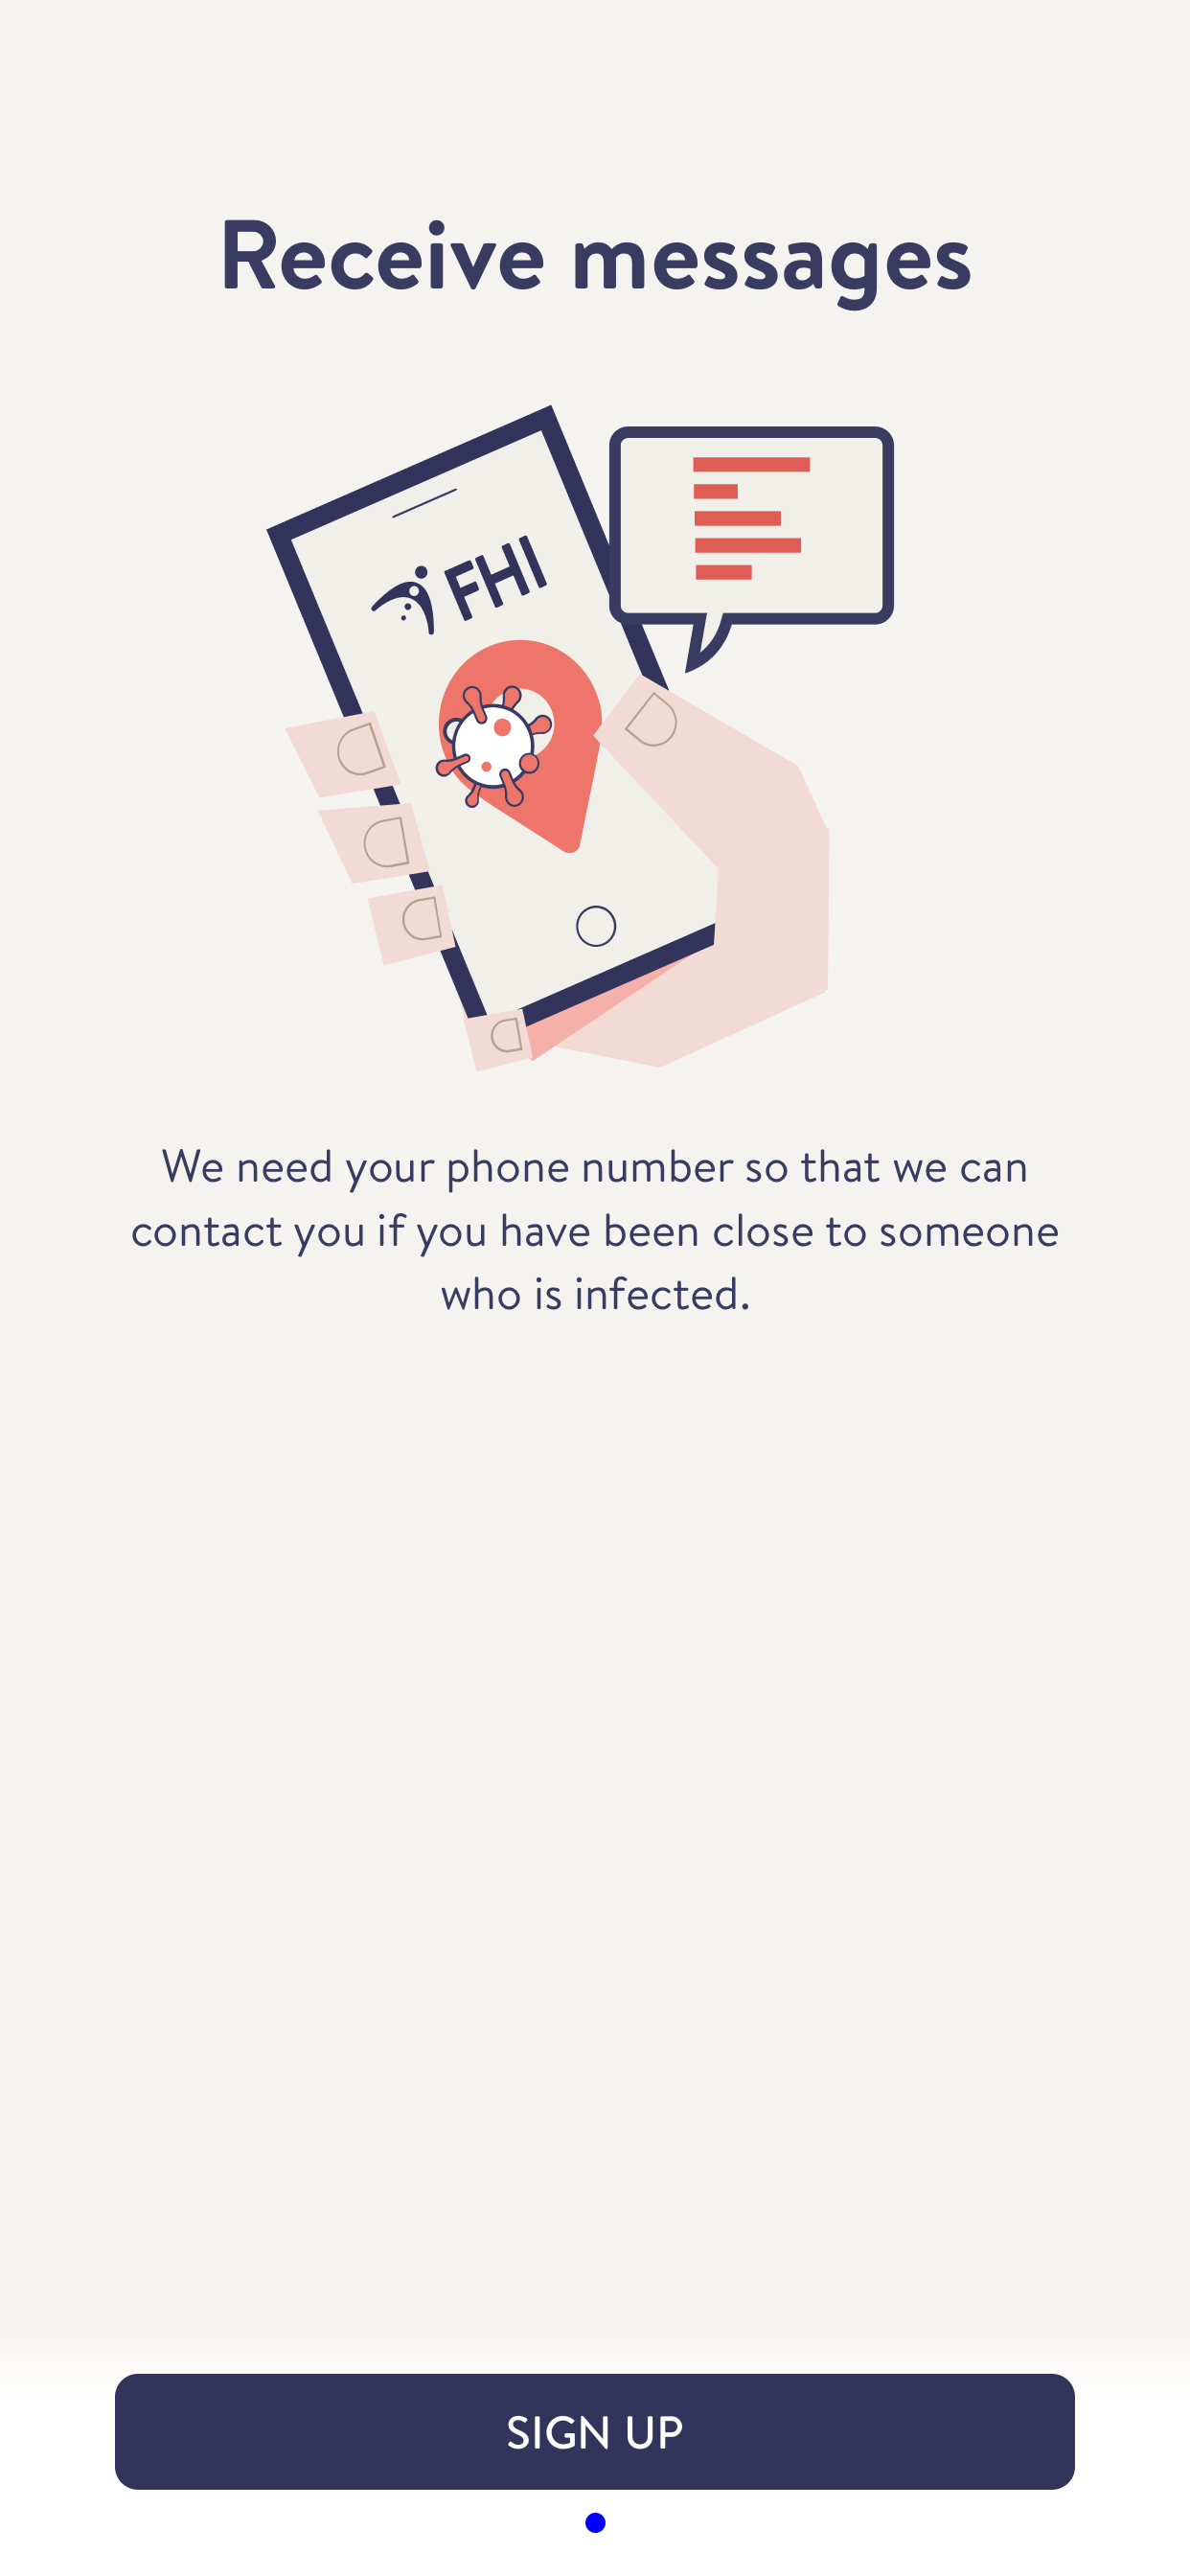 Receive messages
FHI
We need your phone number so that we can
contact you if you have been close to someone
who is infected.
SIGN UP